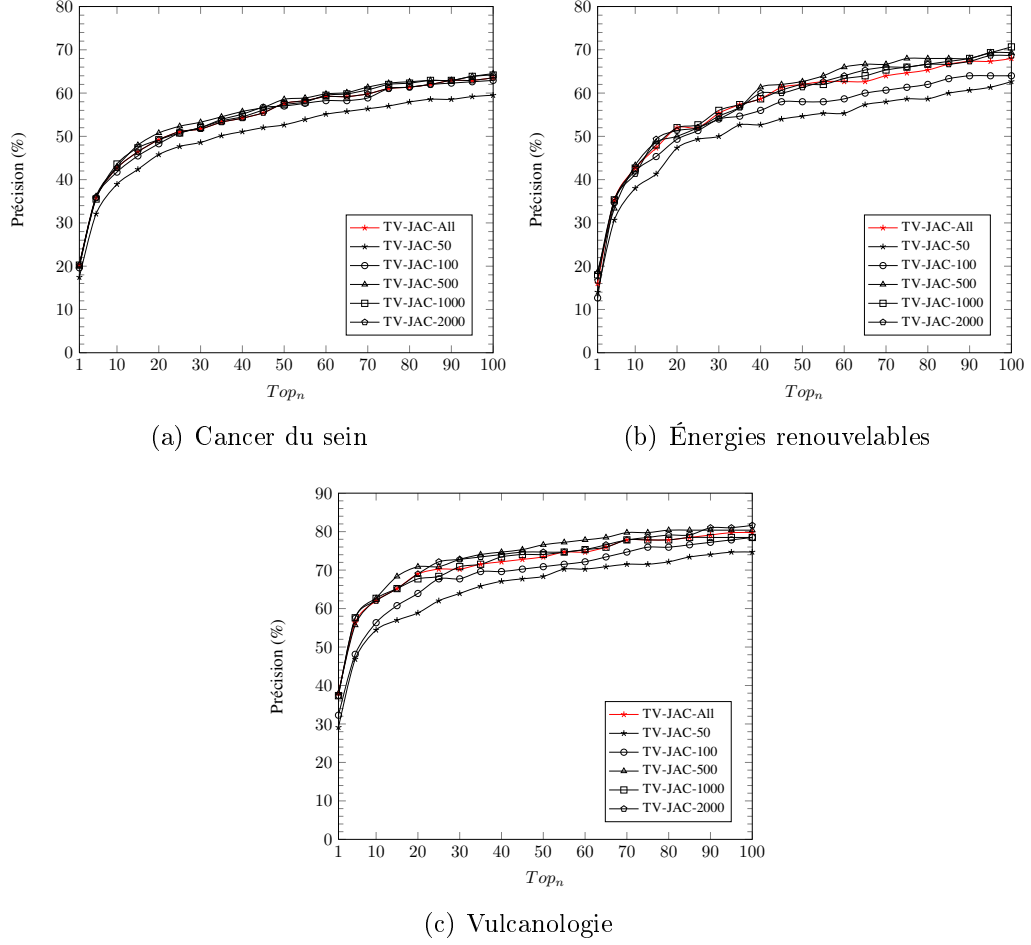 80
70
60
50
40
30
20
10
0
Précision (%)
1 10 20 30 40 50 60 70 80 90 100
Top_n
TV-JAC-All
TV-JAC-50
TV-JAC-100
TV-JAC-500
TV-JAC-1000
TV-JAC-2000
(a) Cancer du sein
80
70
60
50
40
30
20
10
0
Précision (%)
1 10 20 30 40 50 60 70 80 90 100
Top_n
TV-JAC-All
TV-JAC-50
TV-JAC-100
TV-JAC-500
TV-JAC-1000
TV-JAC-2000
(b) Énergies renouvelables
90
80
70
60
50
40
30
20
10
0
Précision (%)
1 10 20 30 40 50 60 70 80 90 100
Top_n
TV-JAC-All
TV-JAC-50
TV-JAC-100
TV-JAC-500
TV-JAC-1000
TV-JAC-2000
(c) Vulcanologie